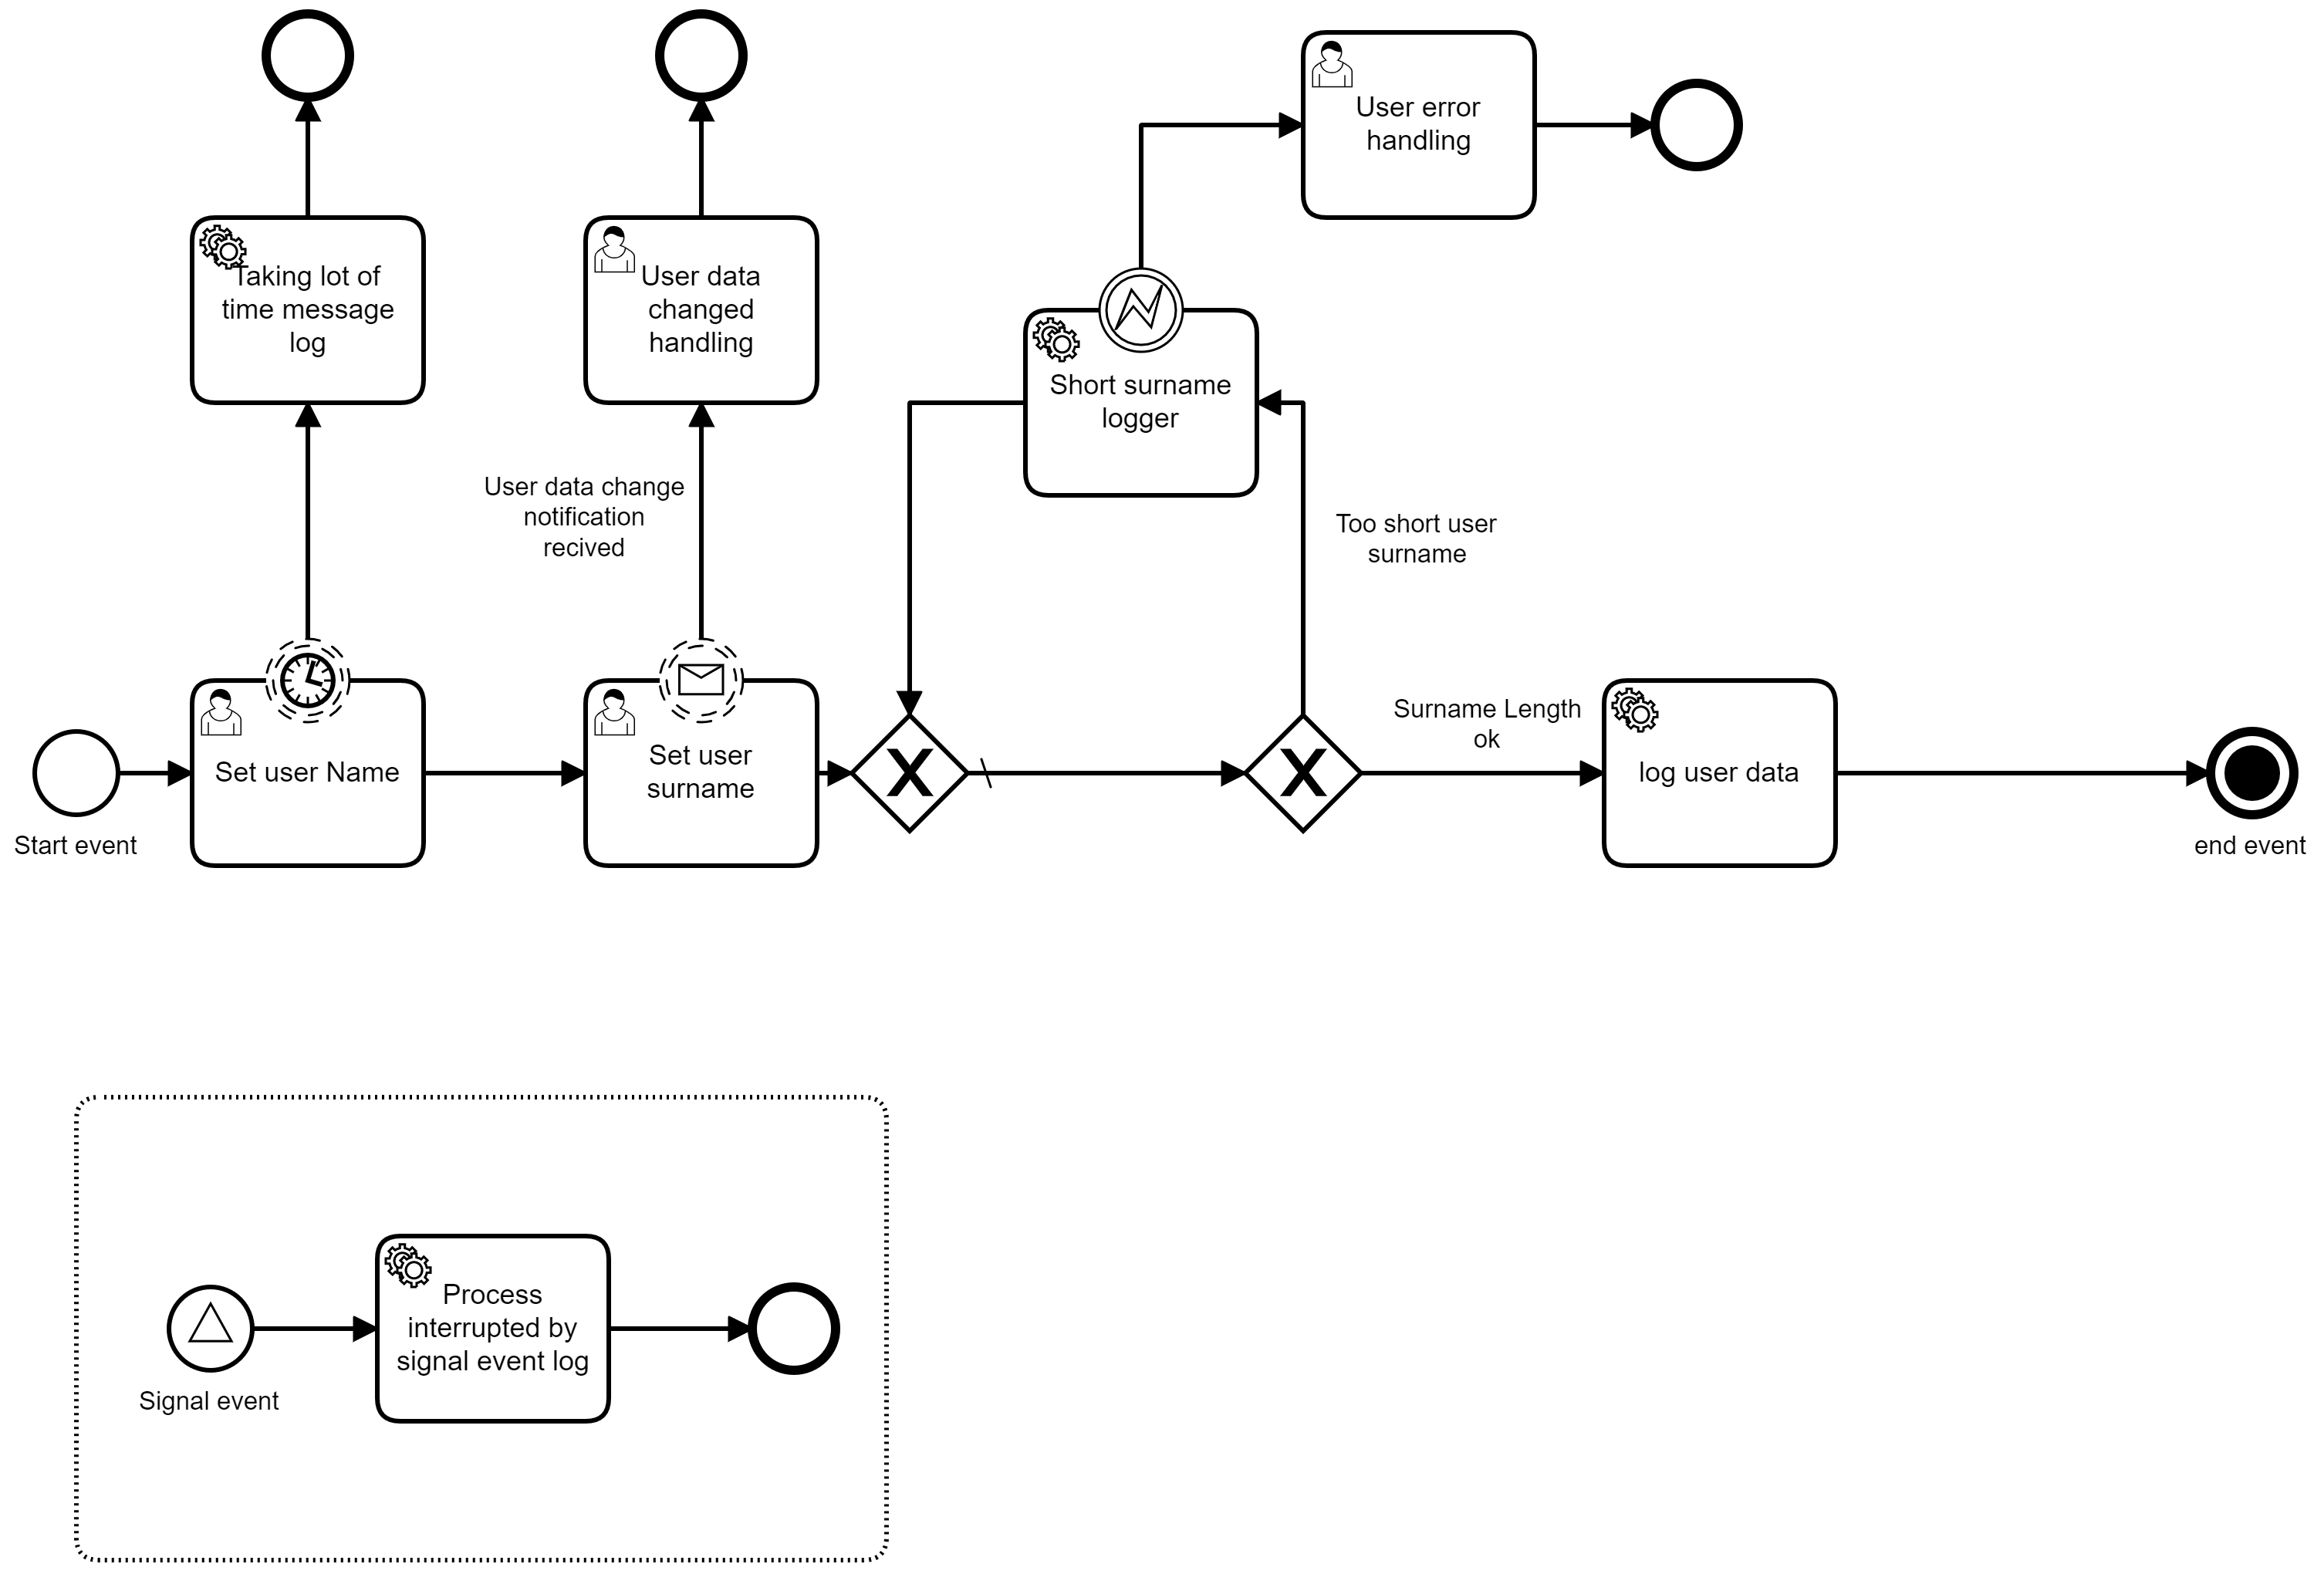 User error
handling
Taking lot of
time message
log
User data
changed
handling
Short surname
logger
User data change
notification
recived
Too short user
surname
Surname Length
ok
Set user Name
Set user
surname
X
X
log user data
Start event
end event
Process
interrupted by
signal event log
Signal event